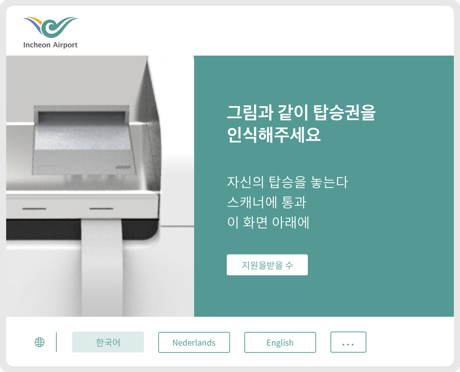 Incheon Airport
그림과 같이 탑승권을
인식해주세요
자신의 탑승을 놓는다
스캐너에 통과
이 화면 아래에
지원을받을 수
한국어
Nederlands
English
...